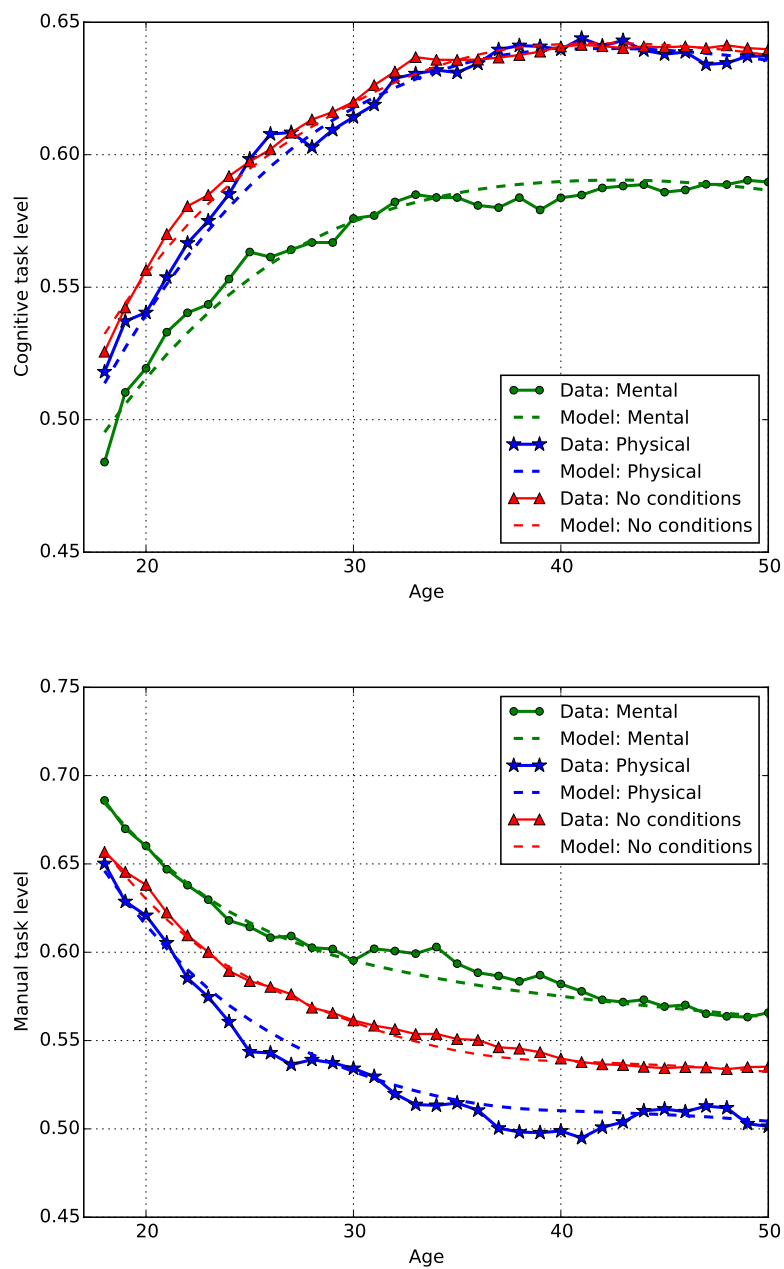 0.65
0.60
0.55
0.50
0.45
Cognitive task level
Data: Mental
Model: Mental
Data: Physical
Model: Physical
Data: No conditions
Model: No conditions
20 30 40 50
Age
0.75
0.70
0.65
0.60
0.55
0.50
0.45
Manual task level
Data: Mental
Model: Mental
Data: Physical
Model: Physical
Data: No conditions
Model: No conditions
20 30 40 50
Age